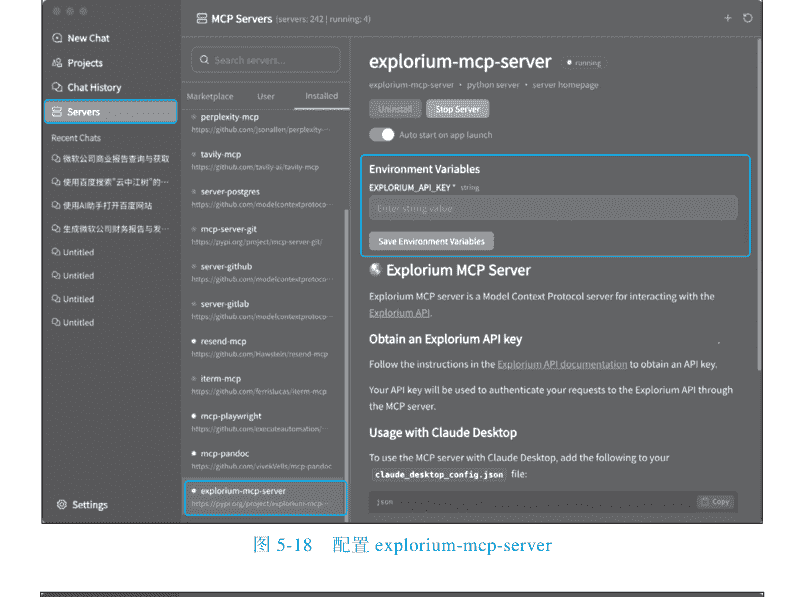 MCP Servers (servers: 242 | running: 4)
New Chat
Projects
Chat History
Servers
Recent Chats
微软公司商业报告查询与获取
使用百度搜索“云中江树”的…
使用AI助手打开百度网站
生成微软公司财务报告与发…
Untitled
Untitled
Untitled
Untitled
Settings
Search servers...
Marketplace User Installed
perplexity-mcp
https://github.com/jsonallen/perplexity-…
tavily-mcp
https://github.com/tavily-ai/tavily-mcp
server-postgres
https://github.com/modelcontextprotoco…
mcp-server-git
https://pypi.org/project/mcp-server-git/
server-github
https://github.com/modelcontextprotoco…
server-gitlab
https://github.com/modelcontextprotoco…
resend-mcp
https://github.com/Hawstein/resend-mcp
iterm-mcp
https://github.com/ferrislucas/iterm-mcp
mcp-playwright
https://github.com/executeautomation/…
mcp-pandoc
https://github.com/vivekVells/mcp-pandoc
explorium-mcp-server
https://pypi.org/project/explorium-mcp-…
explorium-mcp-server running
explorium-mcp-server • python server • server homepage
Uninstall Stop Server
Auto start on app launch
Environment Variables
EXPLORIUM_API_KEY * string
Enter string value
Save Environment Variables
Explorium MCP Server
Explorium MCP server is a Model Context Protocol server for interacting with the
Explorium API.
Obtain an Explorium API key
Follow the instructions in the Explorium API documentation to obtain an API key.
Your API key will be used to authenticate your requests to the Explorium API through
the MCP server.
Usage with Claude Desktop
To use the MCP server with Claude Desktop, add the following to your
claude_desktop_config.json file:
json Copy
图 5-18 配置 explorium-mcp-server